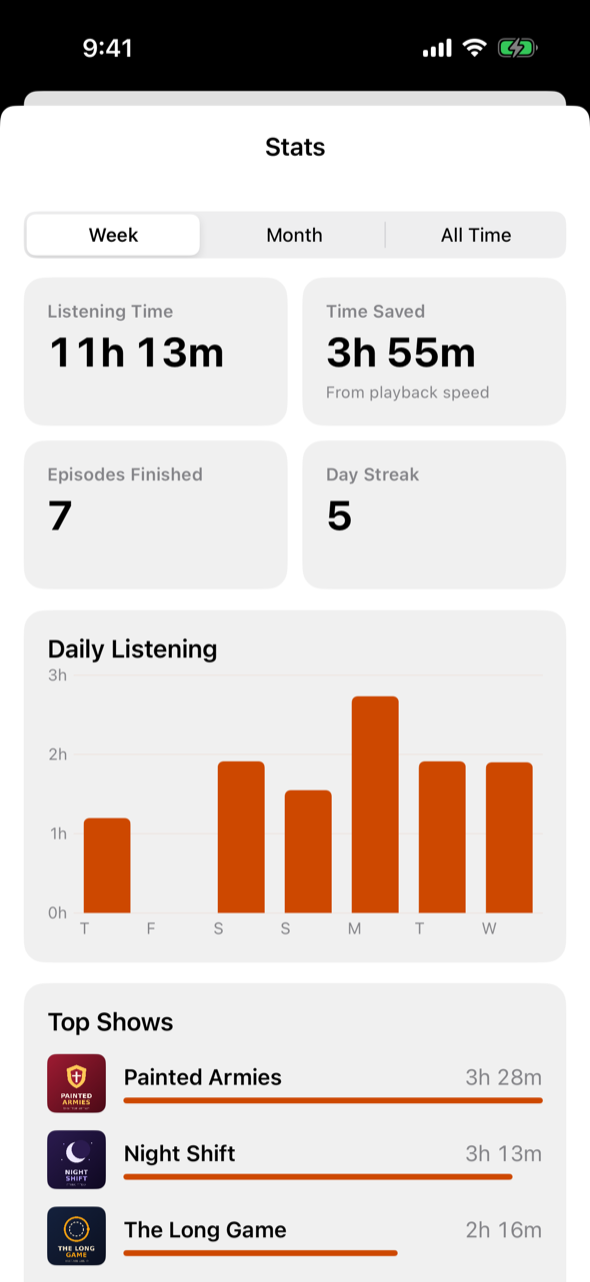 9:41
Stats
Week Month All Time
Listening Time
11h 13m
Time Saved
3h 55m
From playback speed
Episodes Finished
7
Day Streak
5
Daily Listening
3h
2h
1h
0h
T F S S M T W
Top Shows
PAINTED
ARMIES
Painted Armies 3h 28m
NIGHT
SHIFT
Night Shift 3h 13m
THE LONG
GAME
The Long Game 2h 16m